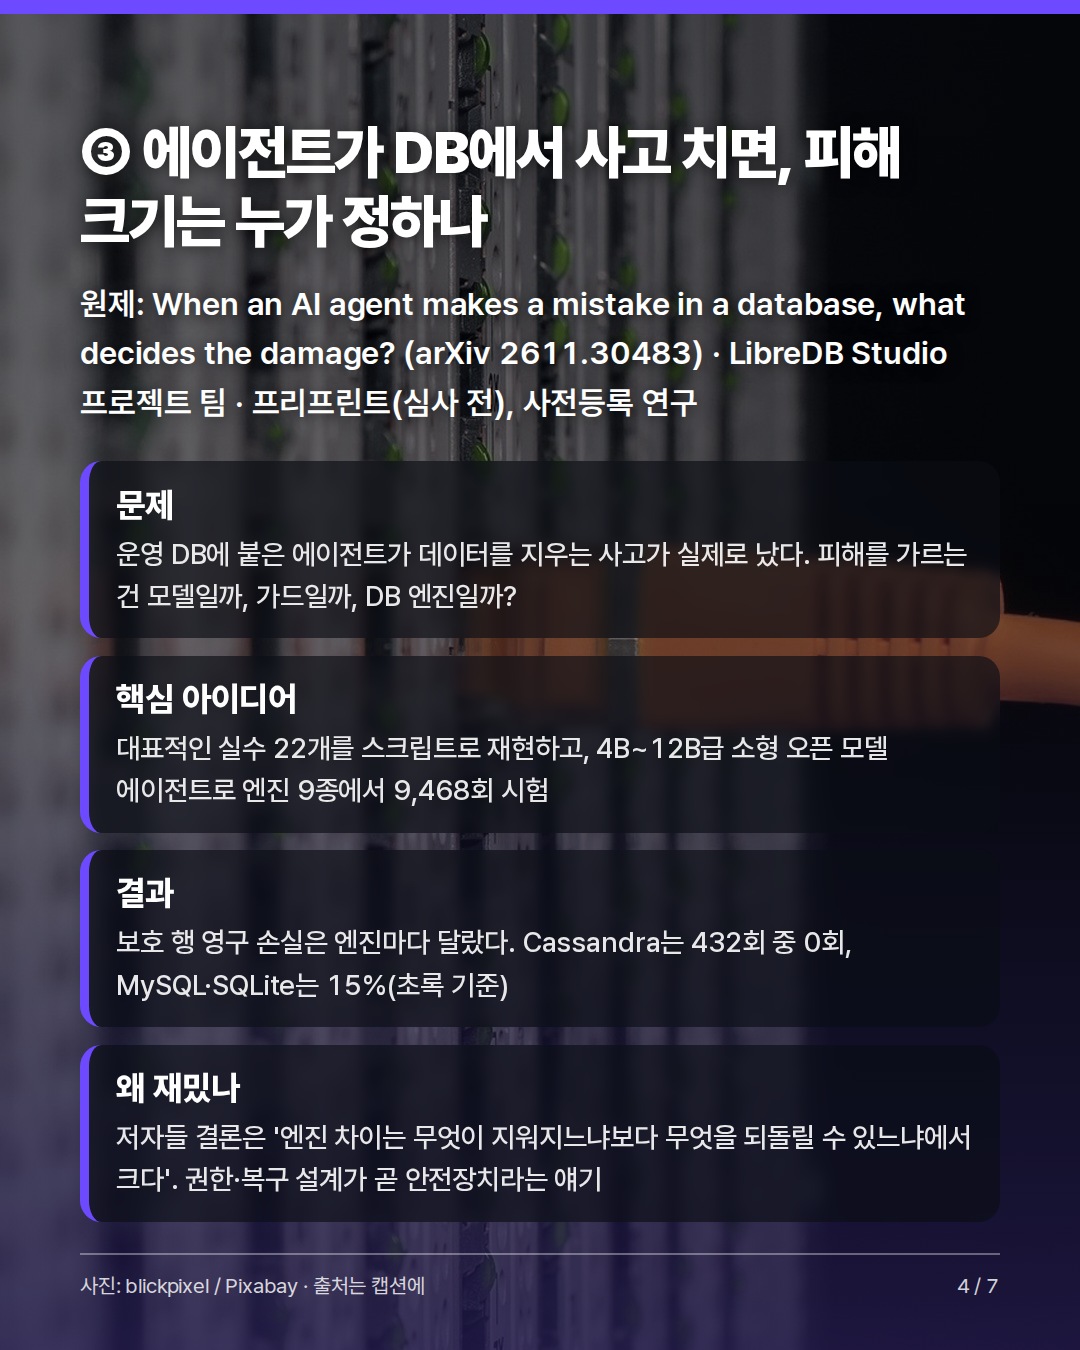 ❸ 에이전트가 DB에서 사고 치면, 피해
크기는 누가 정하나
원제: When an AI agent makes a mistake in a database, what
decides the damage? (arXiv 2611.30483) · LibreDB Studio
프로젝트 팀 · 프리프린트(심사 전), 사전등록 연구
문제
운영 DB에 붙은 에이전트가 데이터를 지우는 사고가 실제로 났다. 피해를 가르는
건 모델일까, 가드일까, DB 엔진일까?
핵심 아이디어
대표적인 실수 22개를 스크립트로 재현하고, 4B~12B급 소형 오픈 모델
에이전트로 엔진 9종에서 9,468회 시험
결과
보호 행 영구 손실은 엔진마다 달랐다. Cassandra는 432회 중 0회,
MySQL·SQLite는 15%(초록 기준)
왜 재밌나
저자들 결론은 '엔진 차이는 무엇이 지워지느냐보다 무엇을 되돌릴 수 있느냐에서
크다'. 권한·복구 설계가 곧 안전장치라는 얘기
사진: blickpixel / Pixabay · 출처는 캡션에
4 / 7